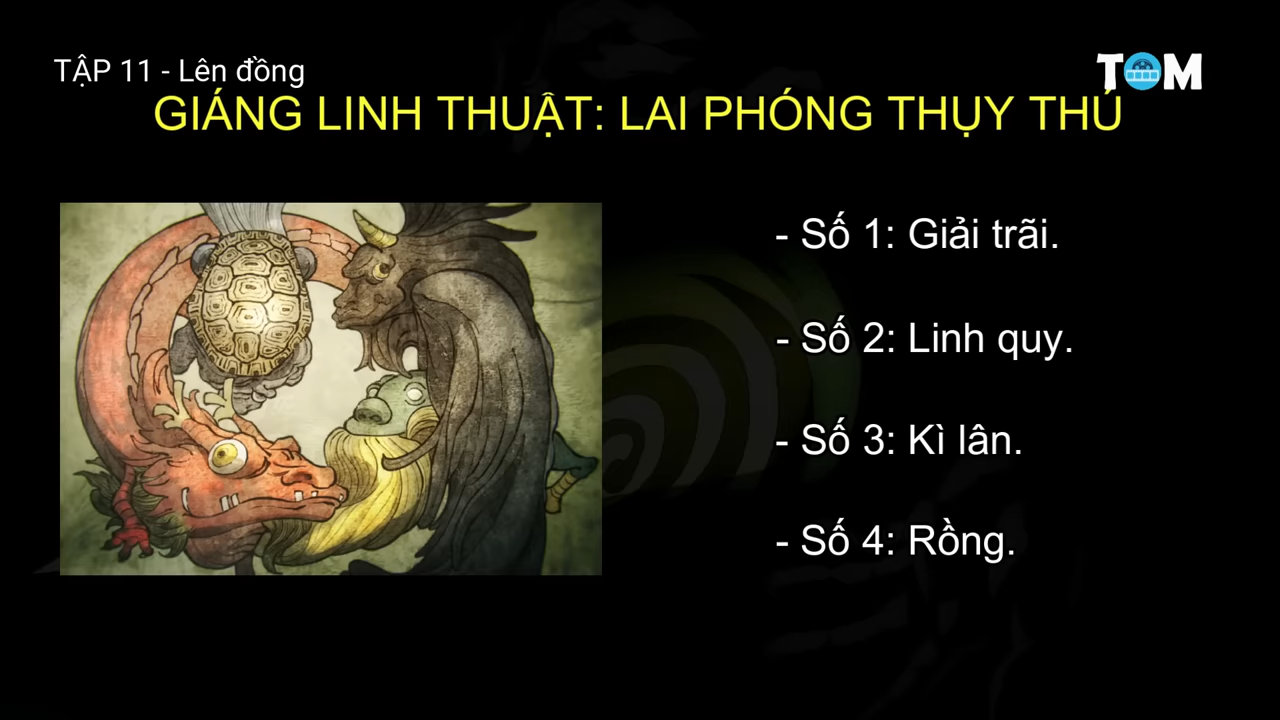 TẬP 11 - Lên đồng
TOM
GIÁNG LINH THUẬT: LAI PHÓNG THỤY THÚ
- Số 1: Giải trãi.
- Số 2: Linh quy.
- Số 3: Kì lân.
- Số 4: Rồng.